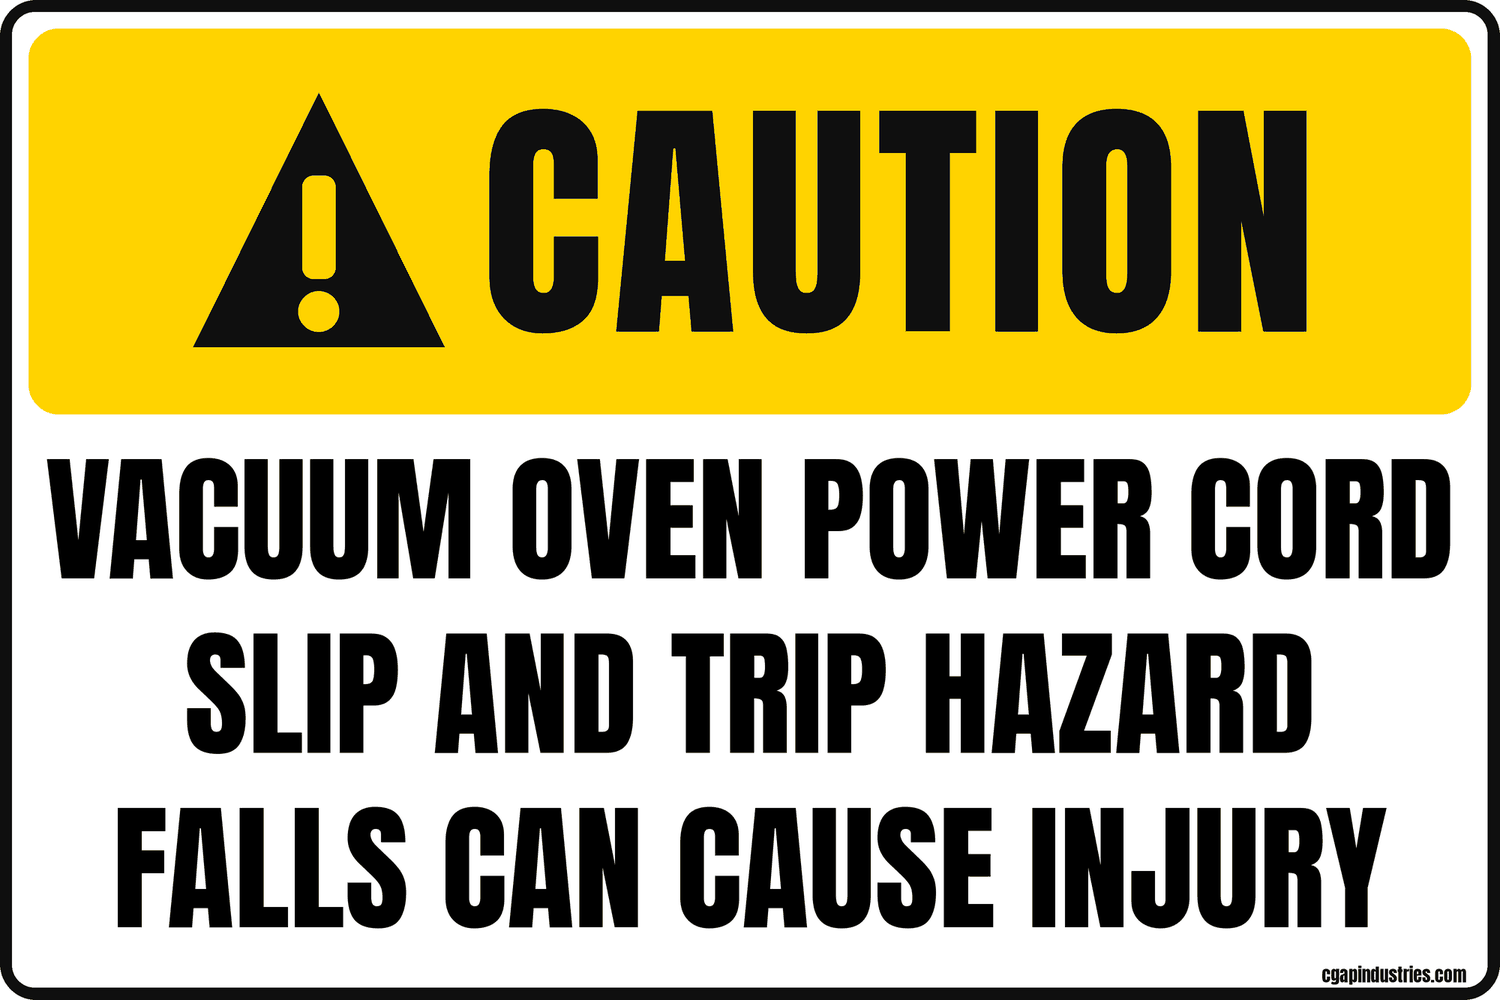 CAUTION
VACUUM OVEN POWER CORD
SLIP AND TRIP HAZARD
FALLS CAN CAUSE INJURY
cgapindustries.com